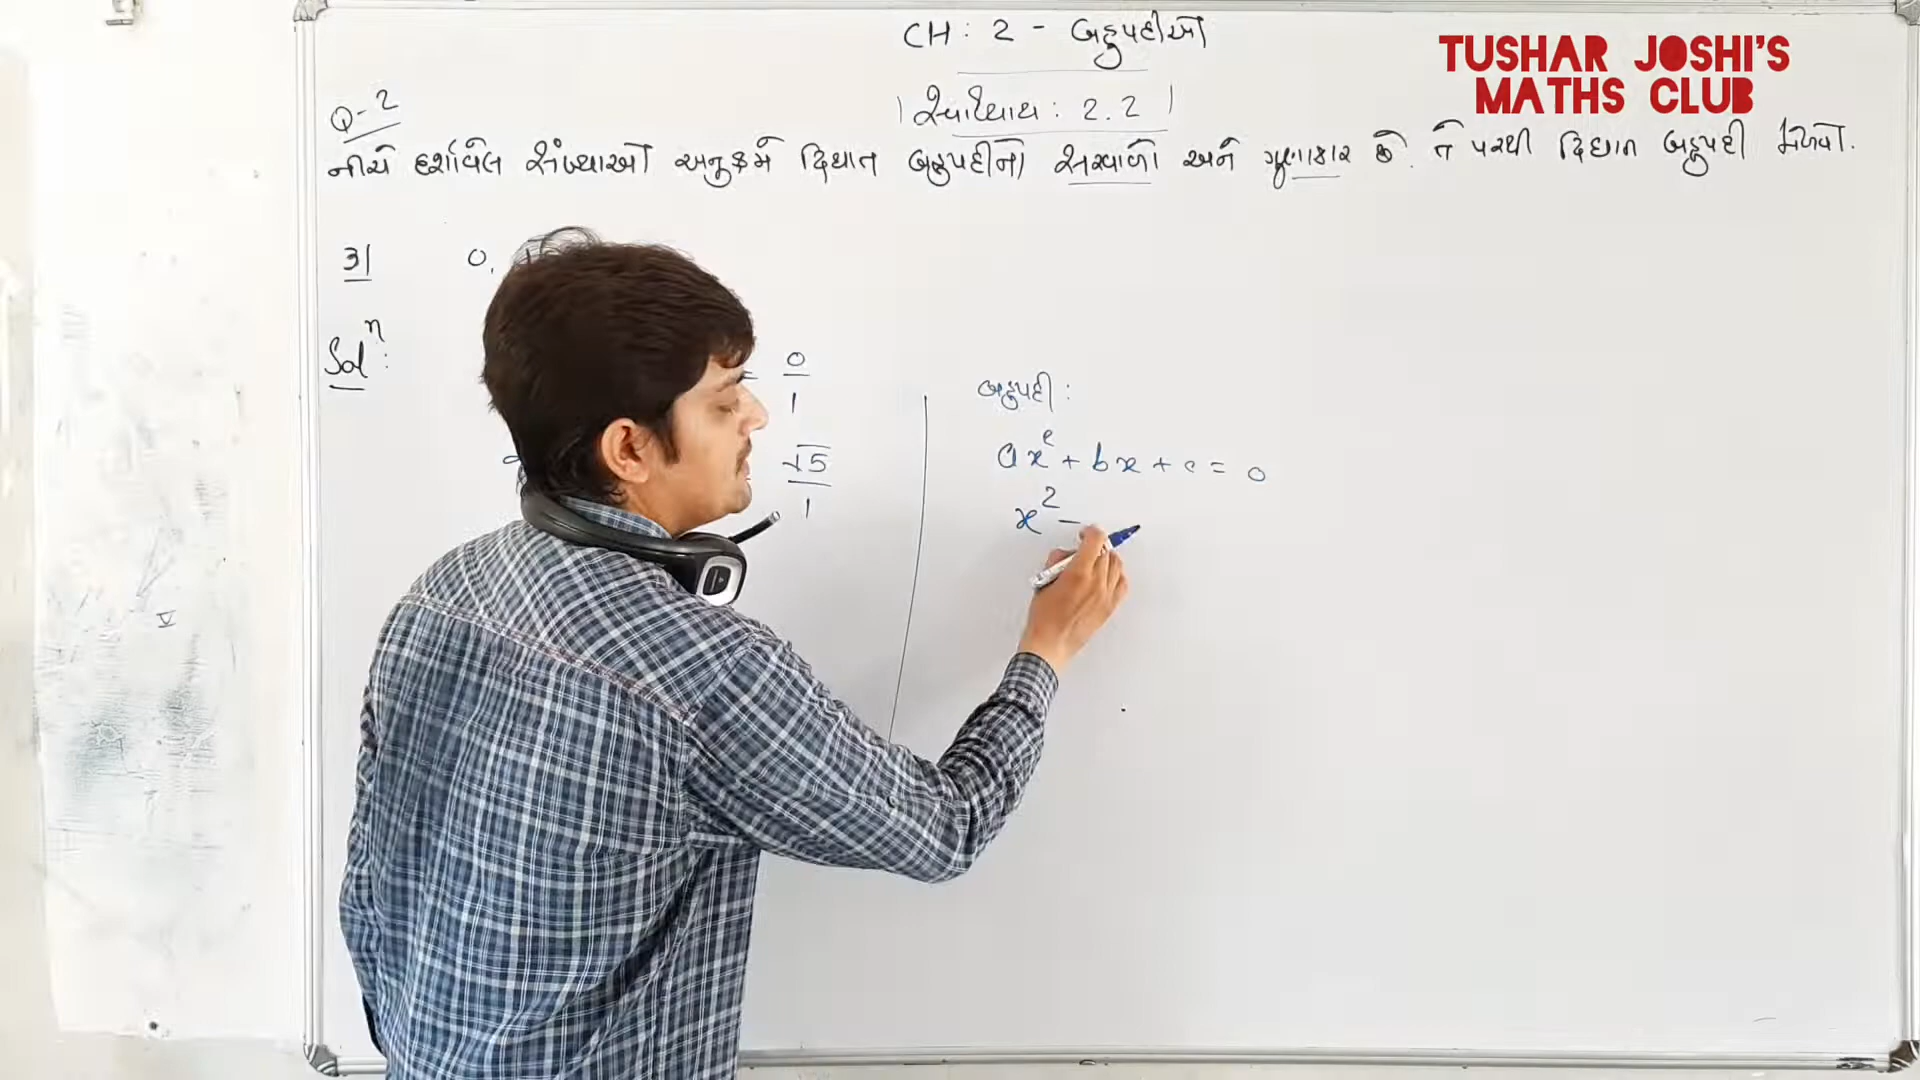 CH: 2 - બહુપદીઓ
TUSHAR JOSHI'S
MATHS CLUB
Q-2
સ્વાધ્યાય: 2.2
નીચે દર્શાવેલ સંખ્યાઓ અનુક્રમે દ્વિઘાત બહુપદીનો સરવાળો અને ગુણાકાર છે. તે પરથી દ્વિઘાત બહુપદી મેળવો.
3| 0,
Solⁿ:
= 0/1
√5/1
બહુપદી:
ax² + bx + c = 0
x² –